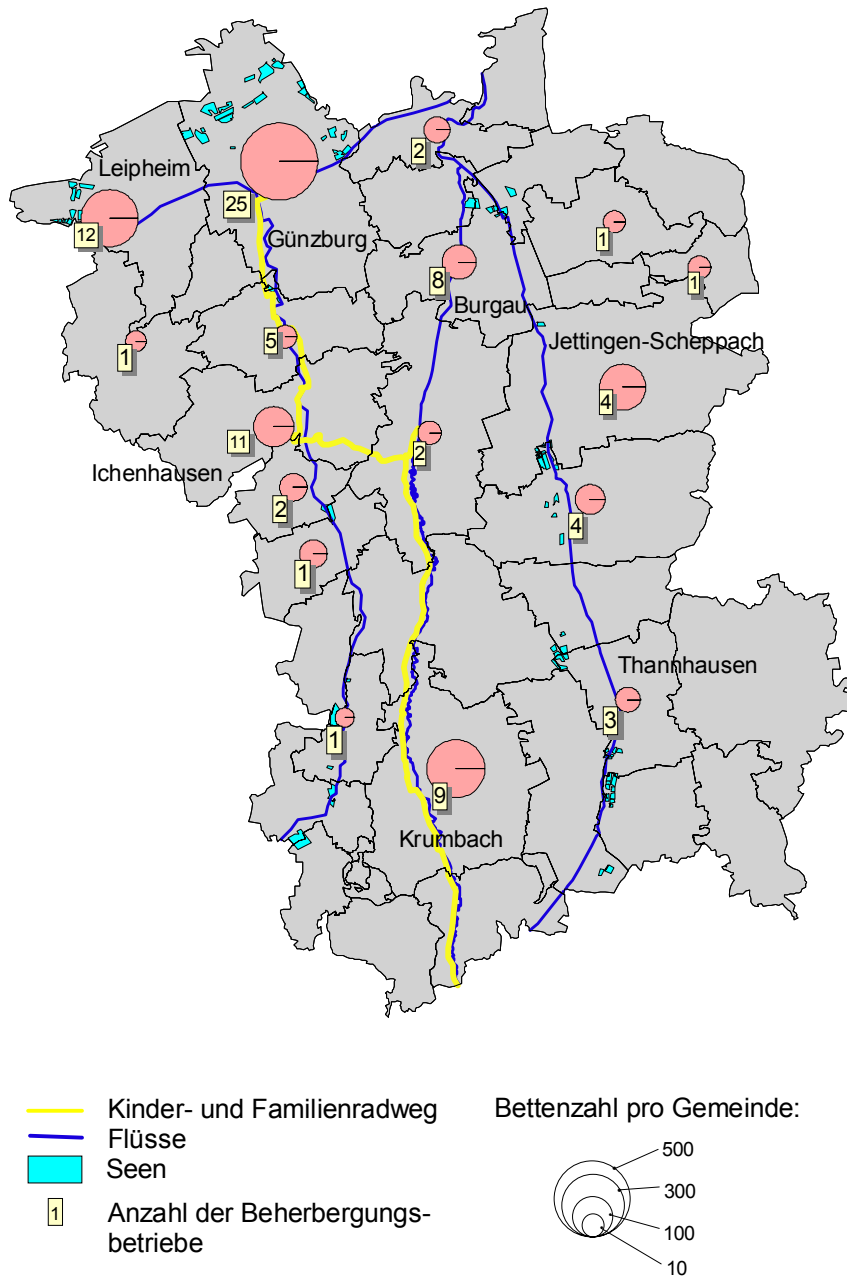 Leipheim
2
25
12
Günzburg
1
8
1
Burgau
5
Jettingen-Scheppach
1
4
11
2
Ichenhausen
2
4
1
Thannhausen
3
1
9
Krumbach
Kinder- und Familienradweg
Flüsse
Seen
1
Anzahl der Beherbergungs-
betriebe
Bettenzahl pro Gemeinde:
500
300
100
10